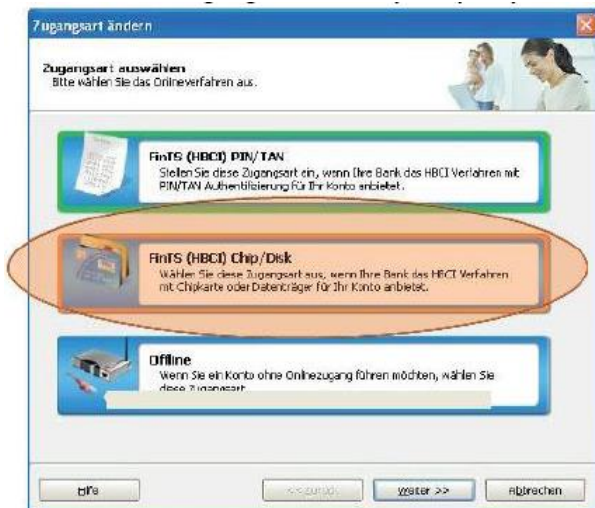 Zugangsart ändern
Zugangsart auswählen
Bitte wählen Sie das Onlineverfahren aus.
FinTS (HBCI) PIN/TAN
Stellen Sie diese Zugangsart ein, wenn Ihre Bank das HBCI Verfahren mit
PIN/TAN Authentifizierung für Ihr Konto anbietet.
FinTS (HBCI) Chip/Disk
Wählen Sie diese Zugangsart aus, wenn Ihre Bank das HBCI Verfahren
mit Chipkarte oder Datenträger für Ihr Konto anbietet.
Offline
Wenn Sie ein Konto ohne Onlinezugang führen möchten, wählen Sie
diese Zugangsart
Hilfe
<< Zurück
Weiter >>
Abbrechen